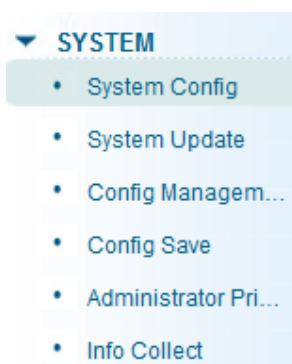 SYSTEM
System Config
System Update
Config Managem...
Config Save
Administrator Pri...
Info Collect